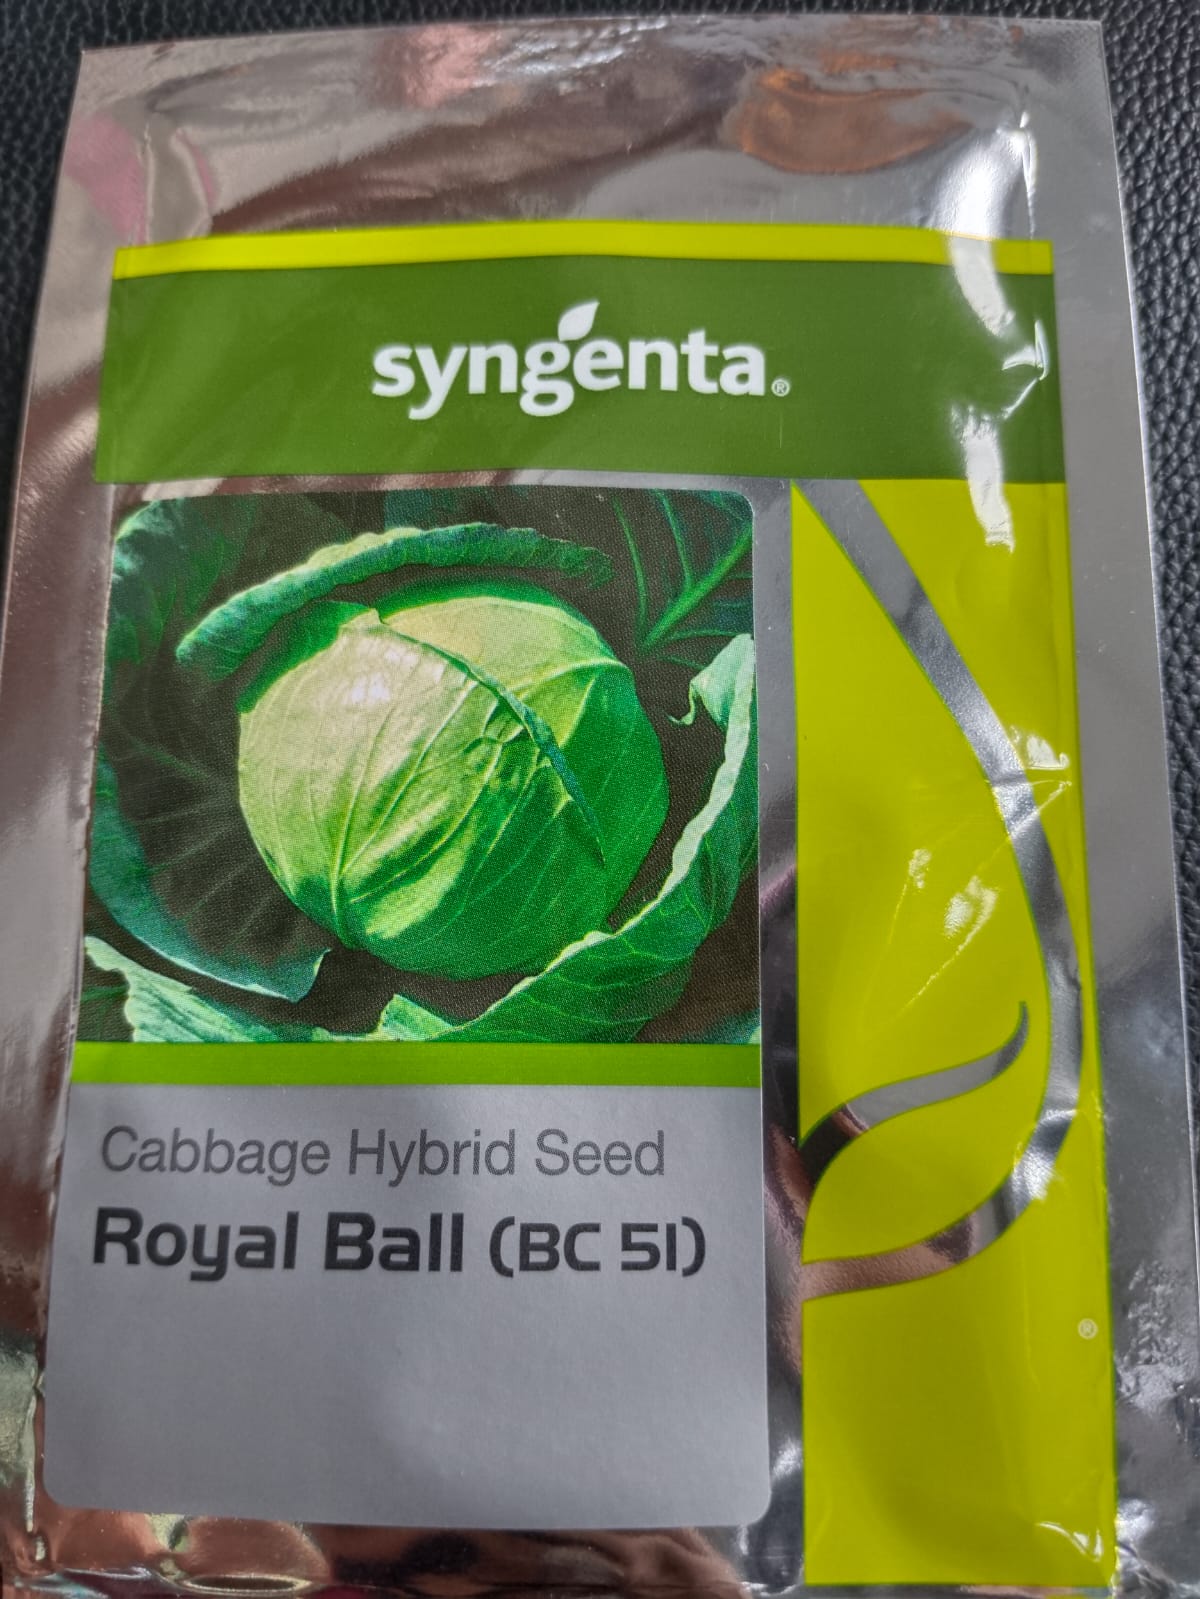 syngenta®
Cabbage Hybrid Seed
Royal Ball (BC 51)
®